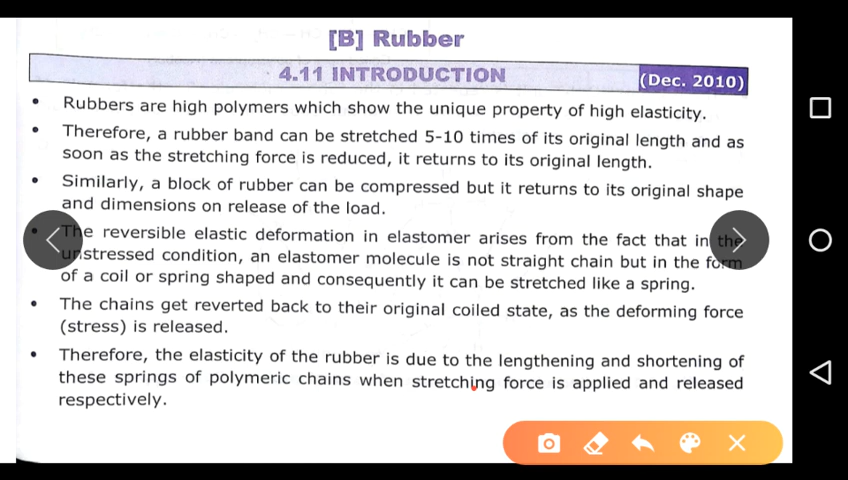 [B] Rubber
4.11 INTRODUCTION
(Dec. 2010)
• Rubbers are high polymers which show the unique property of high elasticity.
• Therefore, a rubber band can be stretched 5-10 times of its original length and as
soon as the stretching force is reduced, it returns to its original length.
• Similarly, a block of rubber can be compressed but it returns to its original shape
and dimensions on release of the load.
• The reversible elastic deformation in elastomer arises from the fact that in the
unstressed condition, an elastomer molecule is not straight chain but in the form
of a coil or spring shaped and consequently it can be stretched like a spring.
• The chains get reverted back to their original coiled state, as the deforming force
(stress) is released.
• Therefore, the elasticity of the rubber is due to the lengthening and shortening of
these springs of polymeric chains when stretching force is applied and released
respectively.